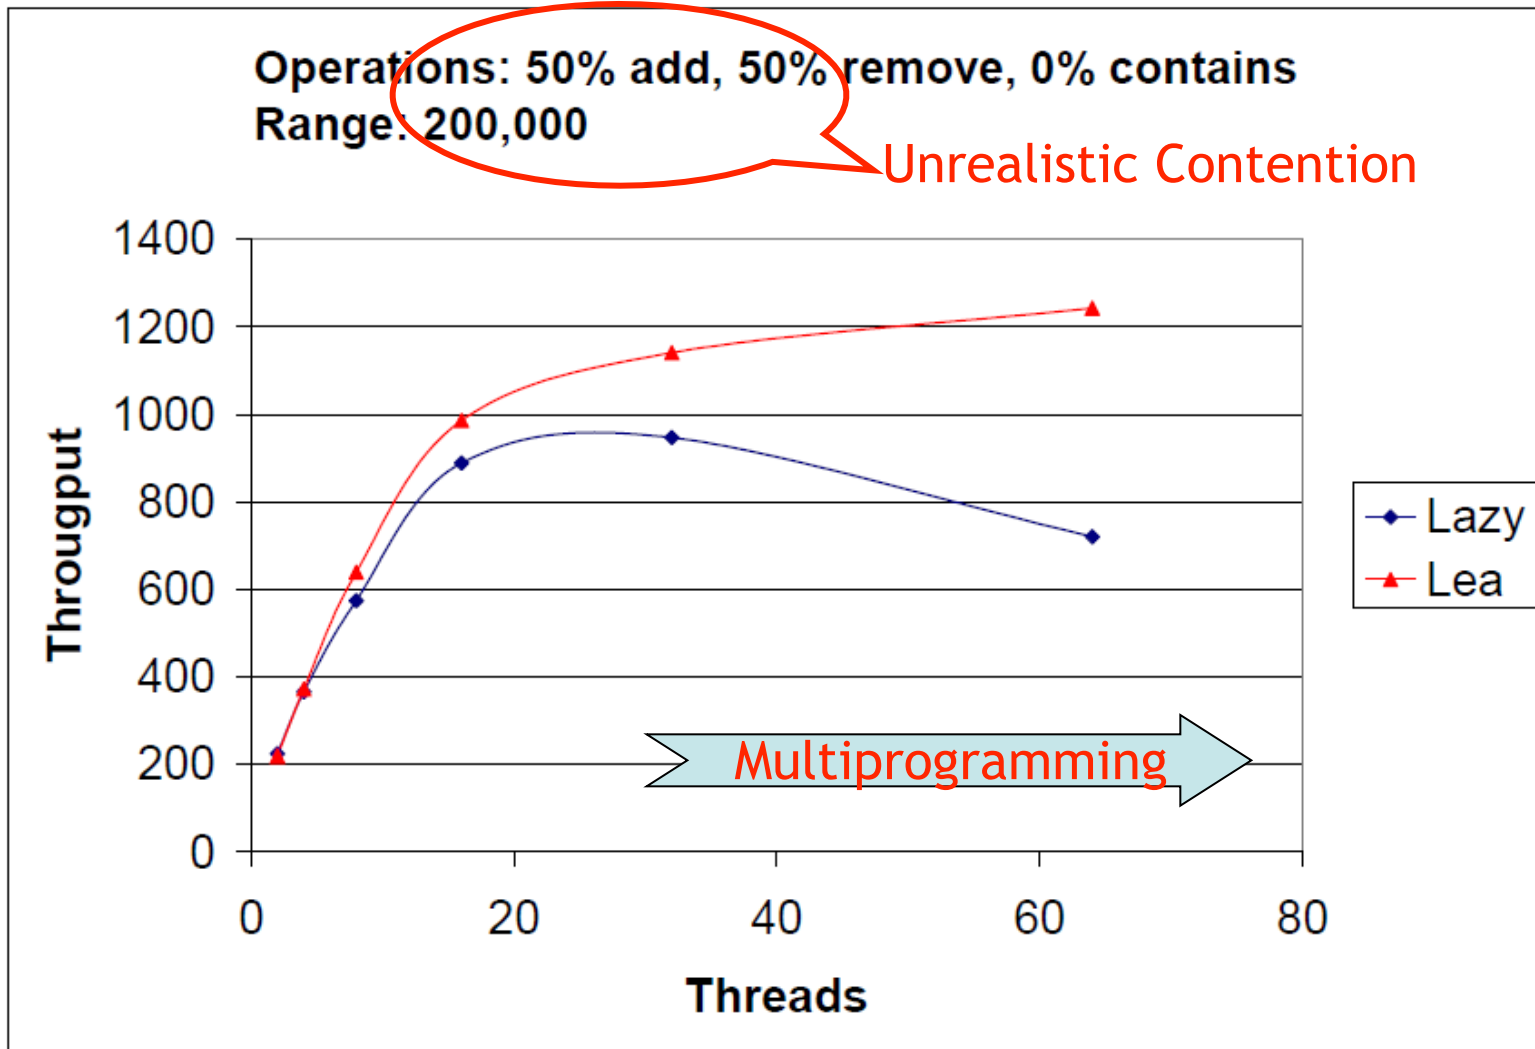 Operations: 50% add, 50% remove, 0% contains
Range: 200,000
Unrealistic Contention
1400
1200
1000
800
600
400
200
0
Througput
Lazy
Lea
Multiprogramming
0 20 40 60 80
Threads